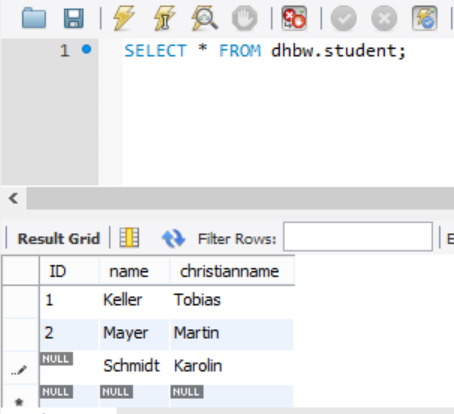 1 SELECT * FROM dhbw.student;
Result Grid Filter Rows: E
ID name christianname
1 Keller Tobias
2 Mayer Martin
NULL Schmidt Karolin
NULL NULL NULL